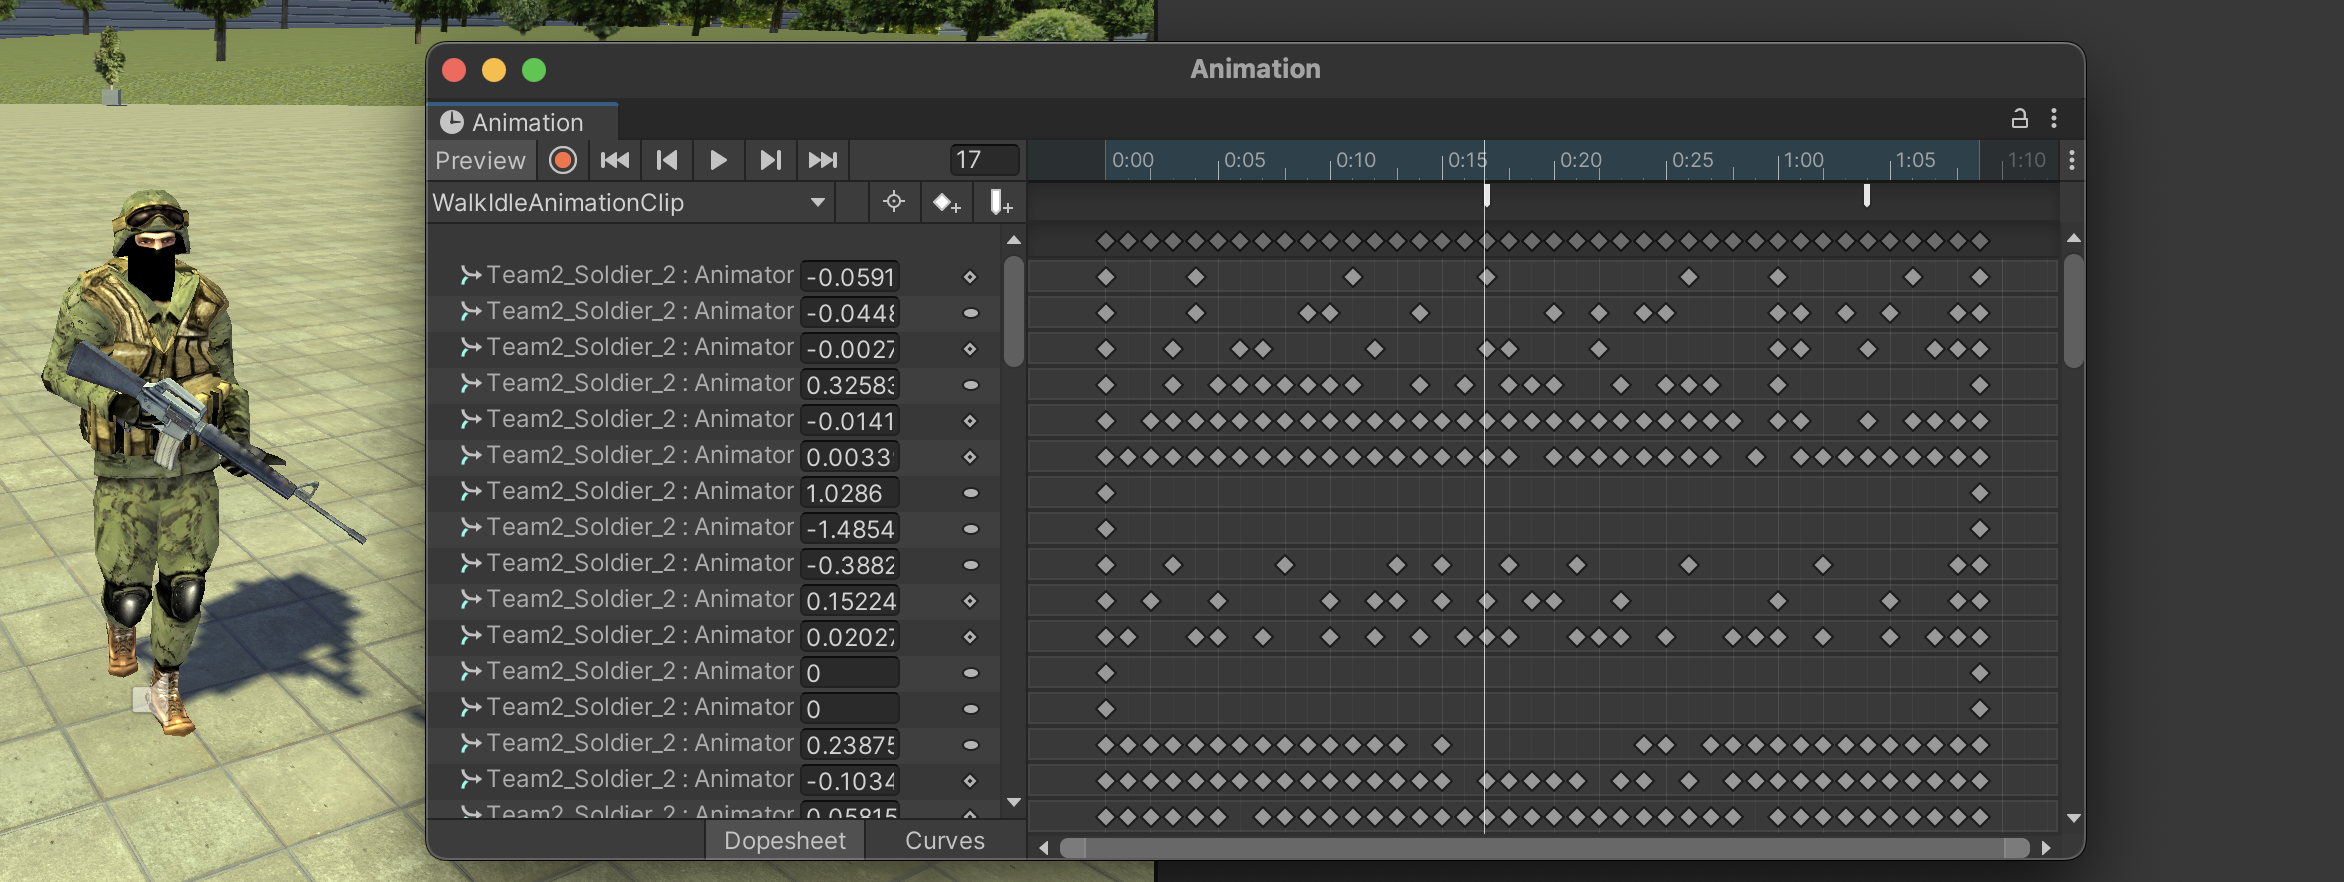 Animation
Animation
Preview 17 0:00 0:05 0:10 0:15 0:20 0:25 1:00 1:05 1:10
WalkIdleAnimationClip
Team2_Soldier_2 : Animator -0.0591
Team2_Soldier_2 : Animator -0.0448
Team2_Soldier_2 : Animator -0.0027
Team2_Soldier_2 : Animator 0.32583
Team2_Soldier_2 : Animator -0.0141
Team2_Soldier_2 : Animator 0.0033
Team2_Soldier_2 : Animator 1.0286
Team2_Soldier_2 : Animator -1.4854
Team2_Soldier_2 : Animator -0.3882
Team2_Soldier_2 : Animator 0.15224
Team2_Soldier_2 : Animator 0.02027
Team2_Soldier_2 : Animator 0
Team2_Soldier_2 : Animator 0
Team2_Soldier_2 : Animator 0.23875
Team2_Soldier_2 : Animator -0.1034
Team2_Soldier_2 : Animator 0.05815
Dopesheet Curves